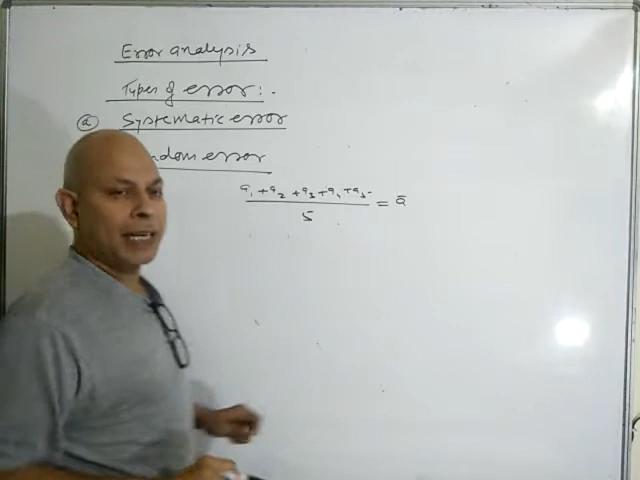 Error analysis
Types of error:.
(a) Systematic error
ndom error
a₁ + a₂ + a₃ + a₄ + a₅
5
= ā